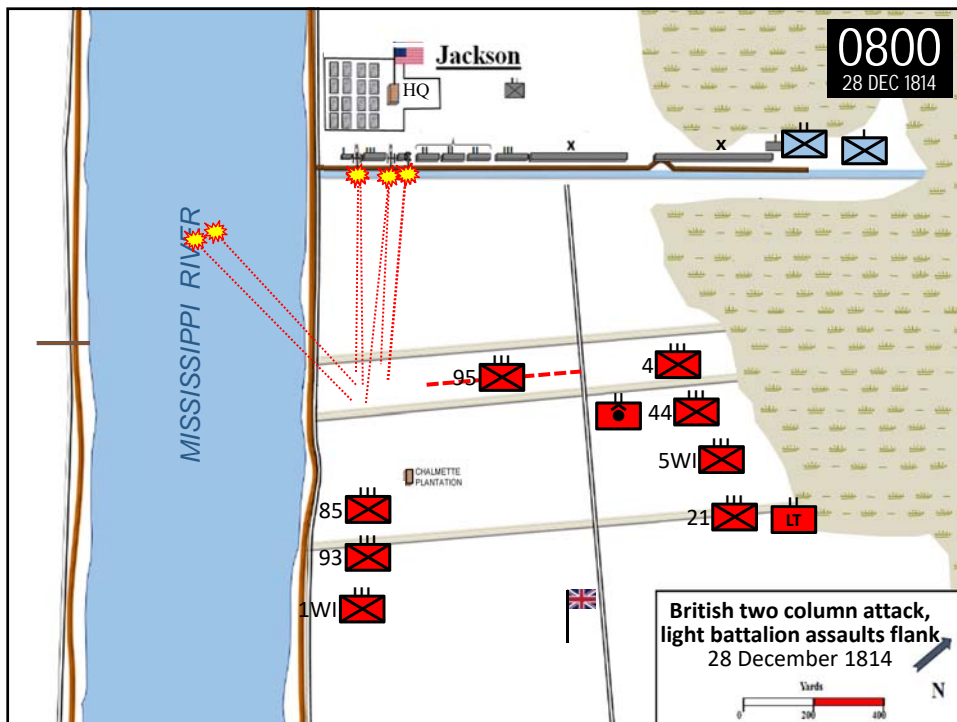 0800
28 DEC 1814
Jackson
HQ
x
x
MISSISSIPPI RIVER
95
4
44
5WI
CHALMETTE
PLANTATION
85
21
LT
93
1WI
British two column attack,
light battalion assaults flank
28 December 1814
N
Yards
0
200
400